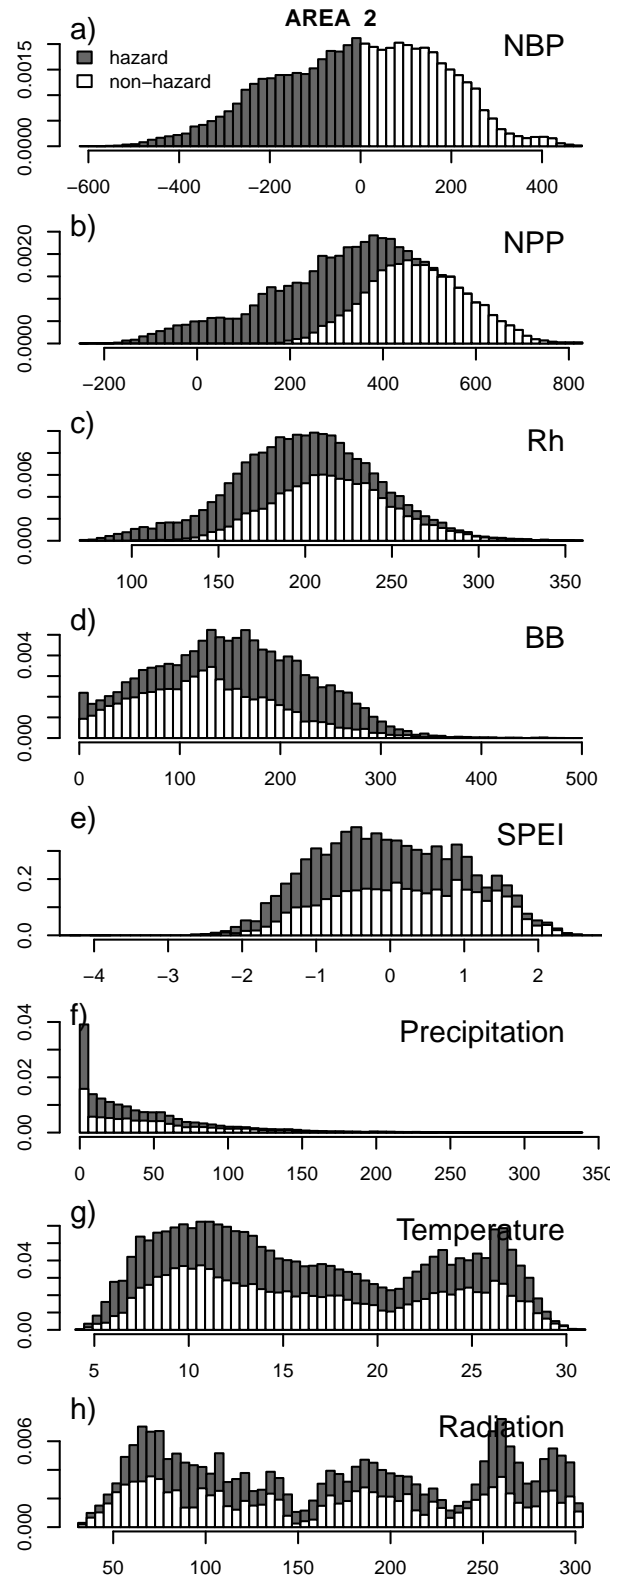 AREA 2
a)
NBP
hazard
non−hazard
0.0000
0.0015
−600 −400 −200 0 200 400
b)
NPP
0.0000
0.0020
−200 0 200 400 600 800
c)
Rh
0.000
0.006
100 150 200 250 300 350
d)
BB
0.000
0.004
0 100 200 300 400 500
e)
SPEI
0.0
0.2
−4 −3 −2 −1 0 1 2
f)
Precipitation
0.00
0.02
0.04
0 50 100 150 200 250 300 350
g)
Temperature
0.00
0.04
5 10 15 20 25 30
h)
Radiation
0.000
0.006
50 100 150 200 250 300